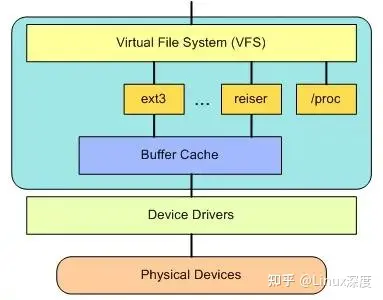 Virtual File System (VFS)
ext3 ... reiser /proc
Buffer Cache
Device Drivers
Physical Devices
知乎 @Linux深度